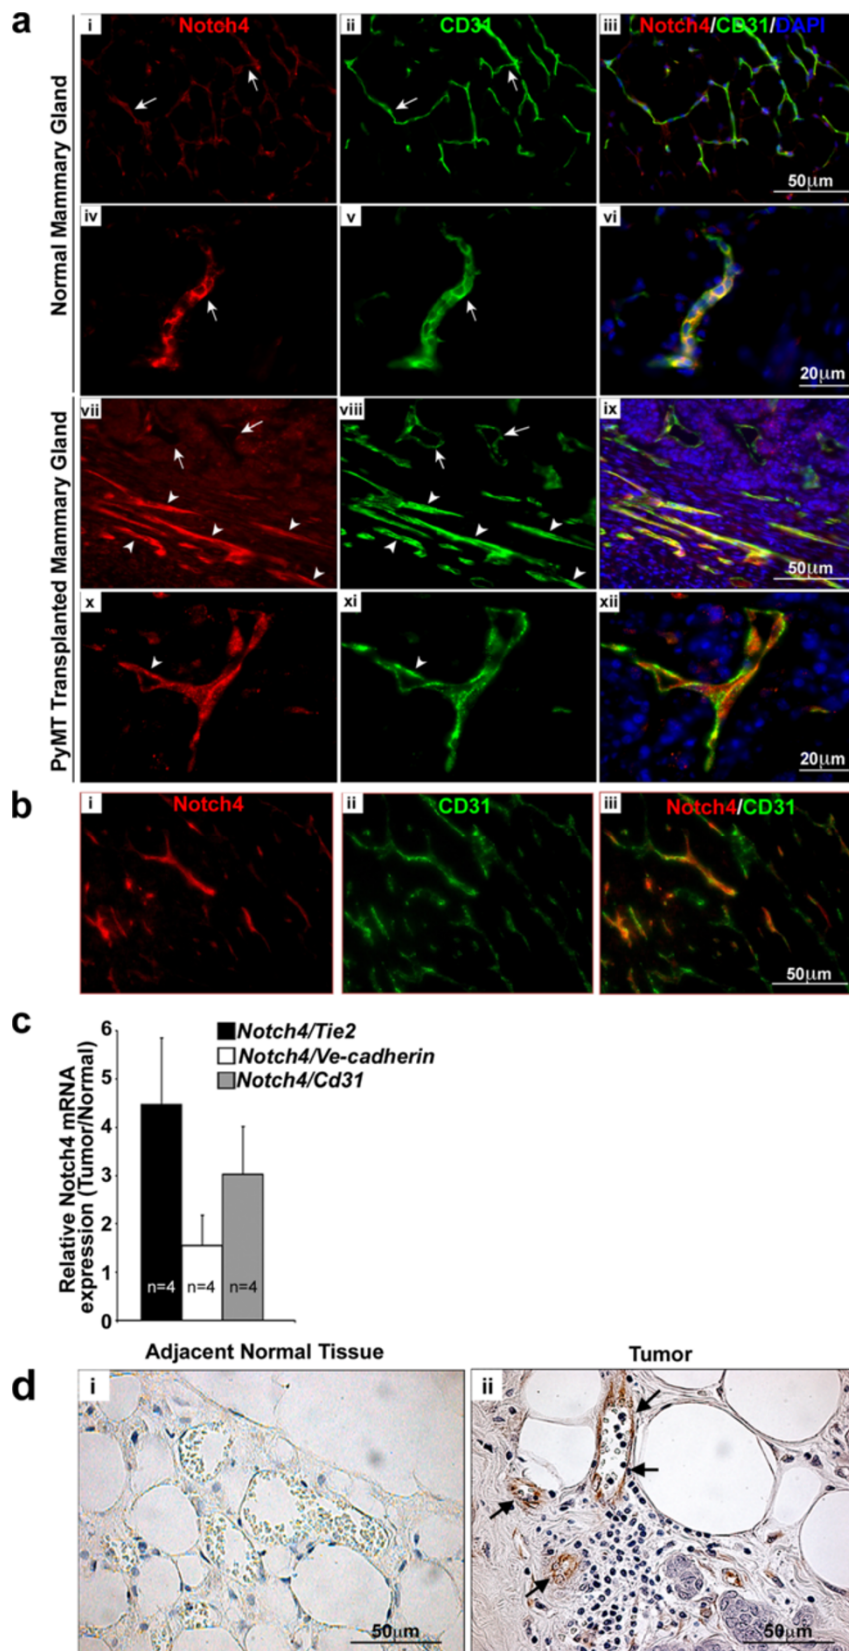 a
i
Notch4
ii
CD31
iii
Notch4/CD31/DAPI
50μm
Normal Mammary Gland
iv
v
vi
20μm
vii
viii
ix
50μm
PyMT Transplanted Mammary Gland
x
xi
xii
20μm
b
i
Notch4
ii
CD31
iii
Notch4/CD31
50μm
c
Relative Notch4 mRNA
expression (Tumor/Normal)
6
5
4
3
2
1
0
Notch4/Tie2
Notch4/Ve-cadherin
Notch4/Cd31
n=4
n=4
n=4
Adjacent Normal Tissue
Tumor
d
i
50μm
ii
50μm